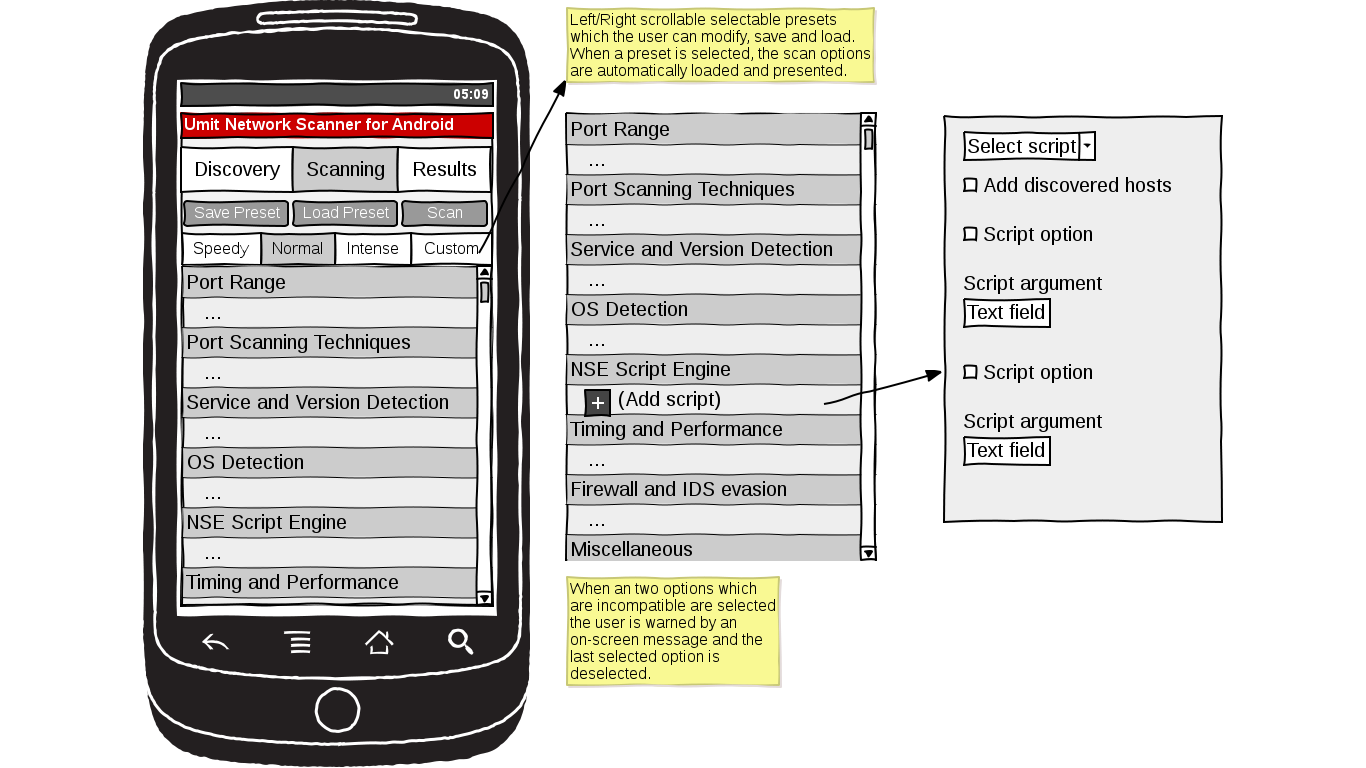 05:09
Umit Network Scanner for Android
Discovery Scanning Results
Save Preset Load Preset Scan
Speedy Normal Intense Custom
Port Range
...
Port Scanning Techniques
...
Service and Version Detection
...
OS Detection
...
NSE Script Engine
...
Timing and Performance
Left/Right scrollable selectable presets
which the user can modify, save and load.
When a preset is selected, the scan options
are automatically loaded and presented.
Port Range
...
Port Scanning Techniques
...
Service and Version Detection
...
OS Detection
...
NSE Script Engine
+ (Add script)
Timing and Performance
...
Firewall and IDS evasion
...
Miscellaneous
When an two options which
are incompatible are selected
the user is warned by an
on-screen message and the
last selected option is
deselected.
Select script
Add discovered hosts
Script option
Script argument
Text field
Script option
Script argument
Text field